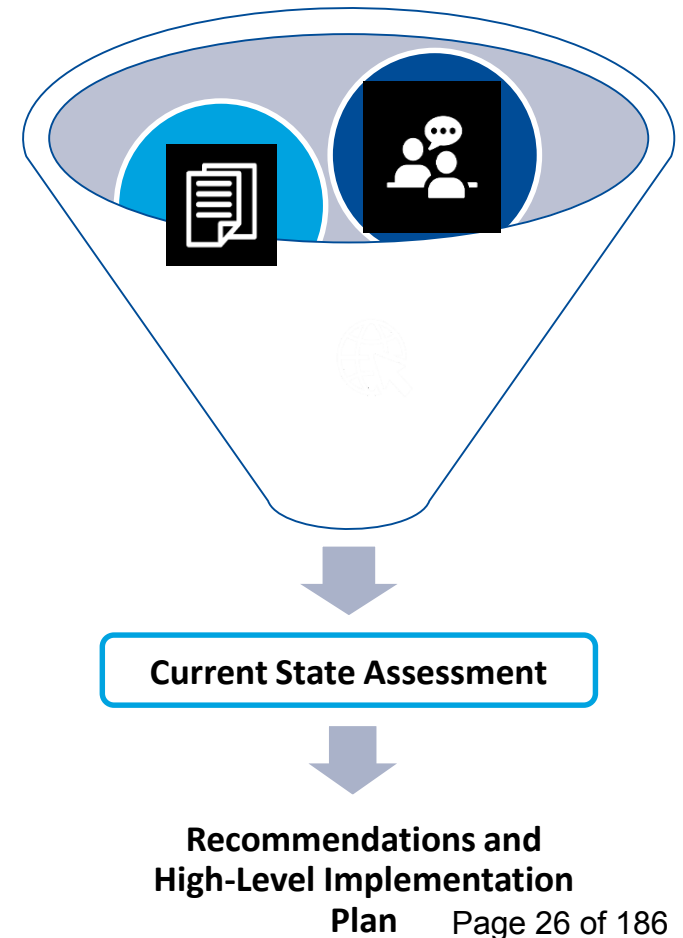 Current State Assessment
Recommendations and
High-Level Implementation
Plan
Page 26 of 186